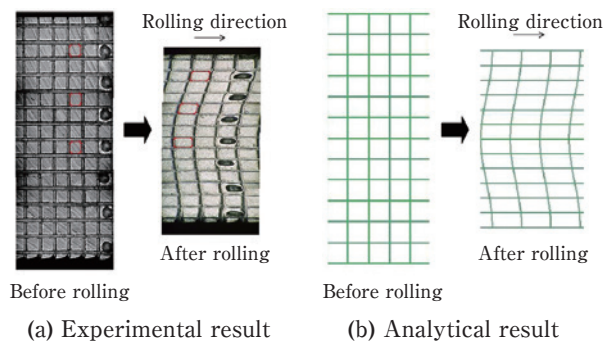 Rolling direction
Before rolling
After rolling
(a) Experimental result
Rolling direction
Before rolling
After rolling
(b) Analytical result